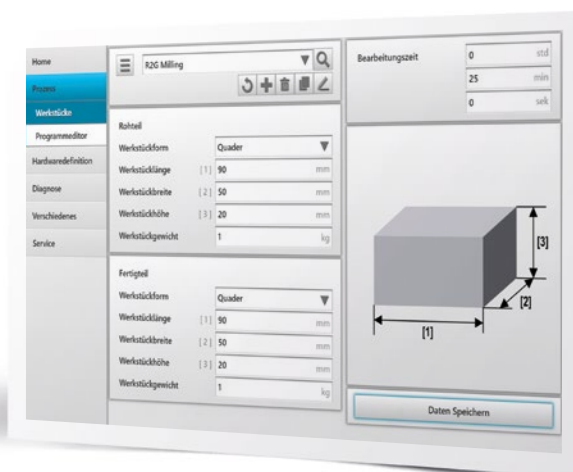 Home
Prozess
Werkstücke
Programmeditor
Hardwaredefinition
Diagnose
Verschiedenes
Service
R2G Milling
Rohteil
Werkstückform Quader
Werkstücklänge [1] 90 mm
Werkstückbreite [2] 50 mm
Werkstückhöhe [3] 20 mm
Werkstückgewicht 1 kg
Fertigteil
Werkstückform Quader
Werkstücklänge [1] 90 mm
Werkstückbreite [2] 50 mm
Werkstückhöhe [3] 20 mm
Werkstückgewicht 1 kg
Bearbeitungszeit 0 std
25 min
0 sek
[3]
[2]
[1]
Daten Speichern